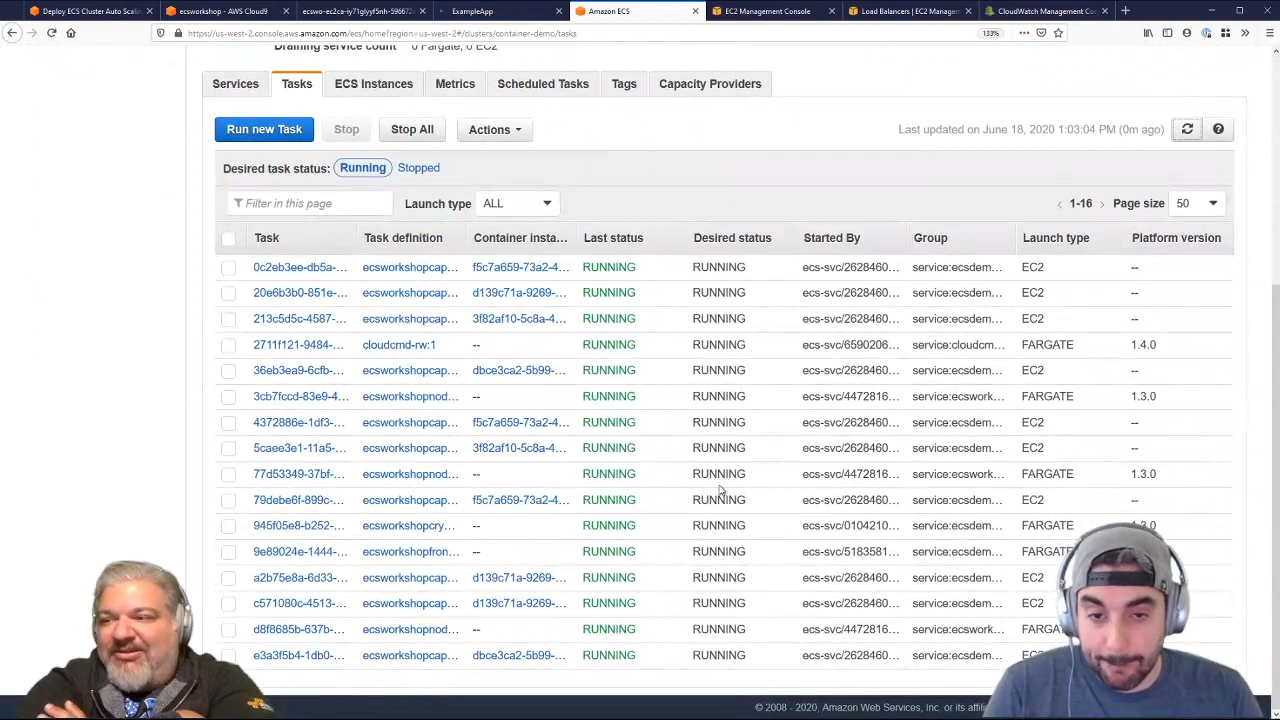 Deploy ECS Cluster Auto Scalin
ecsworkshop - AWS Cloud9
ecswo-ec2ca-iy71glyyf5nh-59667
ExampleApp
Amazon ECS
EC2 Management Console
Load Balancers | EC2 Managem
CloudWatch Management Con
https://us-west-2.console.aws.amazon.com/ecs/home?region=us-west-2#/clusters/container-demo/tasks
133%
Draining service count 0 Fargate, 0 EC2
Services Tasks ECS Instances Metrics Scheduled Tasks Tags Capacity Providers
Run new Task Stop Stop All Actions Last updated on June 18, 2020 1:03:04 PM (0m ago)
Desired task status: Running Stopped
Filter in this page Launch type ALL 1-16 Page size 50
Task Task definition Container insta... Last status Desired status Started By Group Launch type Platform version
0c2eb3ee-db5a-... ecsworkshopcap... f5c7a659-73a2-4... RUNNING RUNNING ecs-svc/2628460... service:ecsdem... EC2 --
20e6b3b0-851e-... ecsworkshopcap... d139c71a-9269-... RUNNING RUNNING ecs-svc/2628460... service:ecsdem... EC2 --
213c5d5c-4587-... ecsworkshopcap... 3f82af10-5c8a-4... RUNNING RUNNING ecs-svc/2628460... service:ecsdem... EC2 --
2711f121-9484-... cloudcmd-rw:1 -- RUNNING RUNNING ecs-svc/6590206... service:cloudcm... FARGATE 1.4.0
36eb3ea9-6cfb-... ecsworkshopcap... dbce3ca2-5b99-... RUNNING RUNNING ecs-svc/2628460... service:ecsdem... EC2 --
3cb7fccd-83e9-4... ecsworkshopnod... -- RUNNING RUNNING ecs-svc/4472816... service:ecswork... FARGATE 1.3.0
4372886e-1df3-... ecsworkshopcap... f5c7a659-73a2-4... RUNNING RUNNING ecs-svc/2628460... service:ecsdem... EC2 --
5caee3e1-11a5-... ecsworkshopcap... 3f82af10-5c8a-4... RUNNING RUNNING ecs-svc/2628460... service:ecsdem... EC2 --
77d53349-37bf-... ecsworkshopnod... -- RUNNING RUNNING ecs-svc/4472816... service:ecswork... FARGATE 1.3.0
79debe6f-899c-... ecsworkshopcap... f5c7a659-73a2-4... RUNNING RUNNING ecs-svc/2628460... service:ecsdem... EC2 --
945f05e8-b252-... ecsworkshopcry... -- RUNNING RUNNING ecs-svc/0104210... service:ecsdem... FARGATE 1.3.0
9e89024e-1444-... ecsworkshopfron... -- RUNNING RUNNING ecs-svc/5183581... service:ecsdem... FARGATE
a2b75e8a-6d33-... ecsworkshopcap... d139c71a-9269-... RUNNING RUNNING ecs-svc/2628460... service:ecsdem... EC2
c571080c-4513-... ecsworkshopcap... d139c71a-9269-... RUNNING RUNNING ecs-svc/2628460... service:ecsdem... EC2
d8f8685b-637b-... ecsworkshopnod... -- RUNNING RUNNING ecs-svc/4472816... service:ecswork... FARG
e3a3f5b4-1db0-... ecsworkshopcap... dbce3ca2-5b99-... RUNNING RUNNING ecs-svc/2628460... service:ecsdem...
© 2008 - 2020, Amazon Web Services, Inc. or its affili